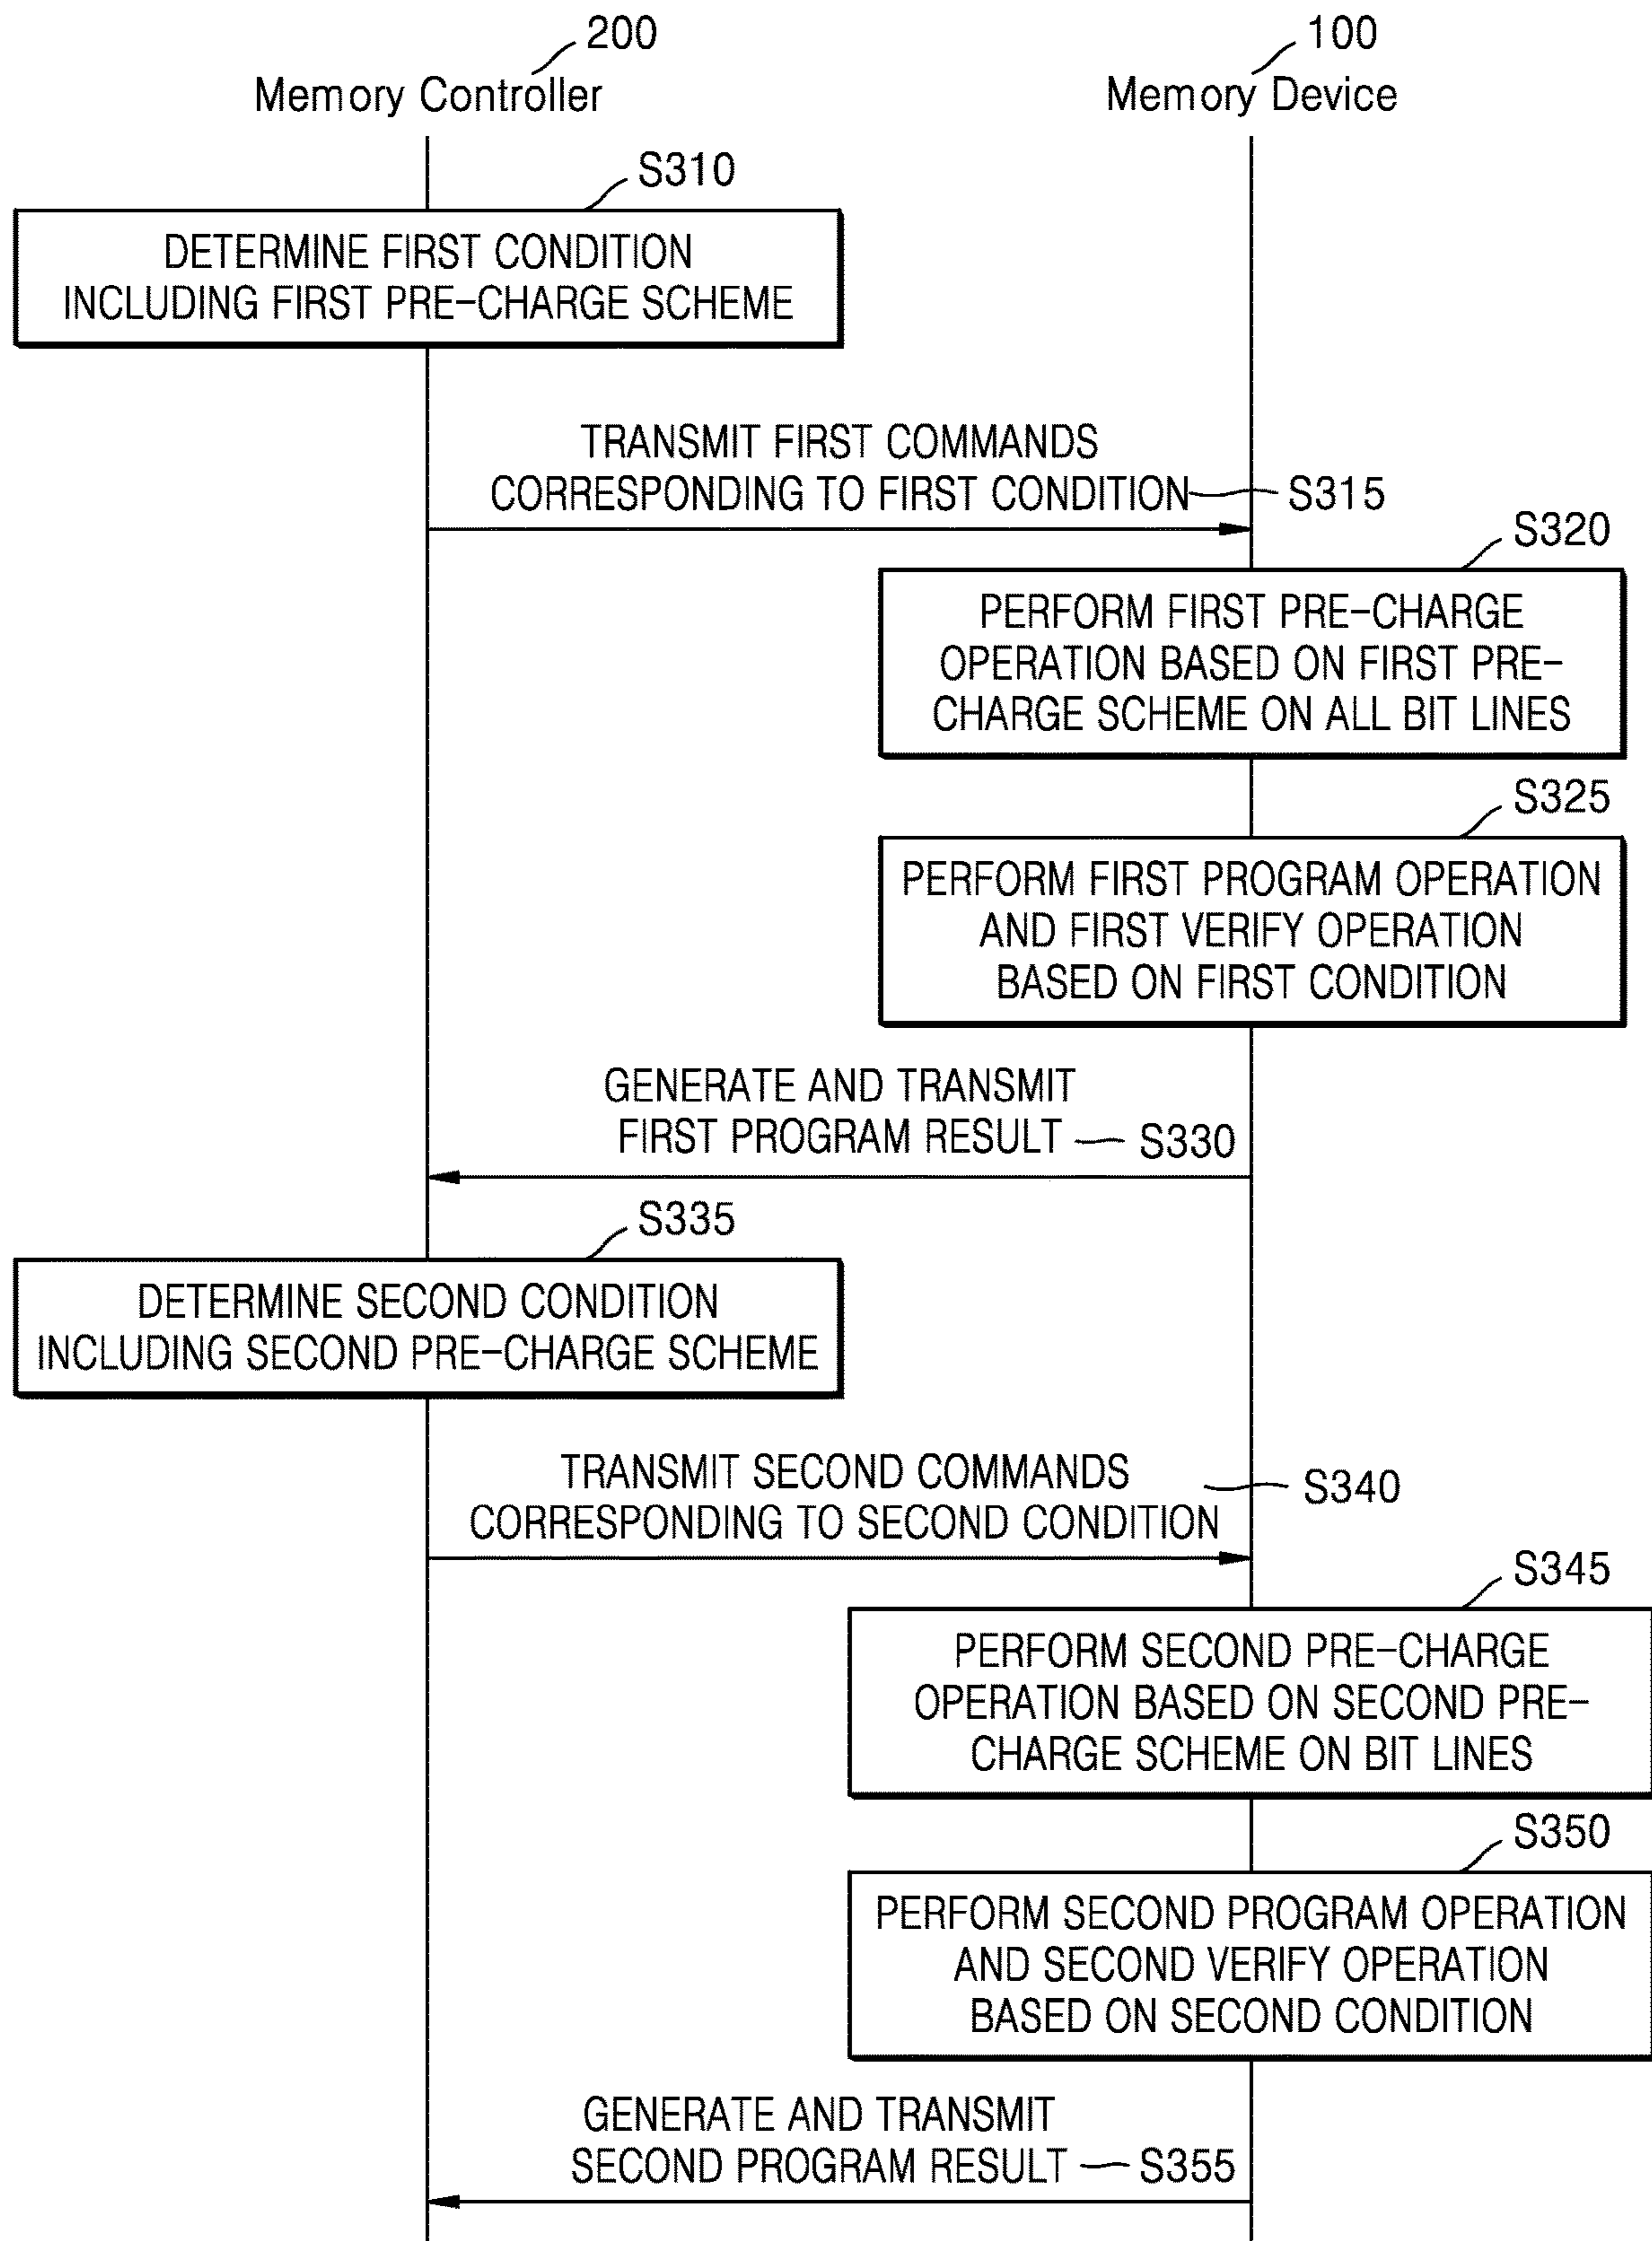 200
100
Memory Controller
Memory Device
S310
DETERMINE FIRST CONDITION
INCLUDING FIRST PRE-CHARGE SCHEME
TRANSMIT FIRST COMMANDS
CORRESPONDING TO FIRST CONDITION
S315
S320
PERFORM FIRST PRE-CHARGE
OPERATION BASED ON FIRST PRE-
CHARGE SCHEME ON ALL BIT LINES
S325
PERFORM FIRST PROGRAM OPERATION
AND FIRST VERIFY OPERATION
BASED ON FIRST CONDITION
GENERATE AND TRANSMIT
FIRST PROGRAM RESULT
S330
S335
DETERMINE SECOND CONDITION
INCLUDING SECOND PRE-CHARGE SCHEME
TRANSMIT SECOND COMMANDS
CORRESPONDING TO SECOND CONDITION
S340
S345
PERFORM SECOND PRE-CHARGE
OPERATION BASED ON SECOND PRE-
CHARGE SCHEME ON BIT LINES
S350
PERFORM SECOND PROGRAM OPERATION
AND SECOND VERIFY OPERATION
BASED ON SECOND CONDITION
GENERATE AND TRANSMIT
SECOND PROGRAM RESULT
S355